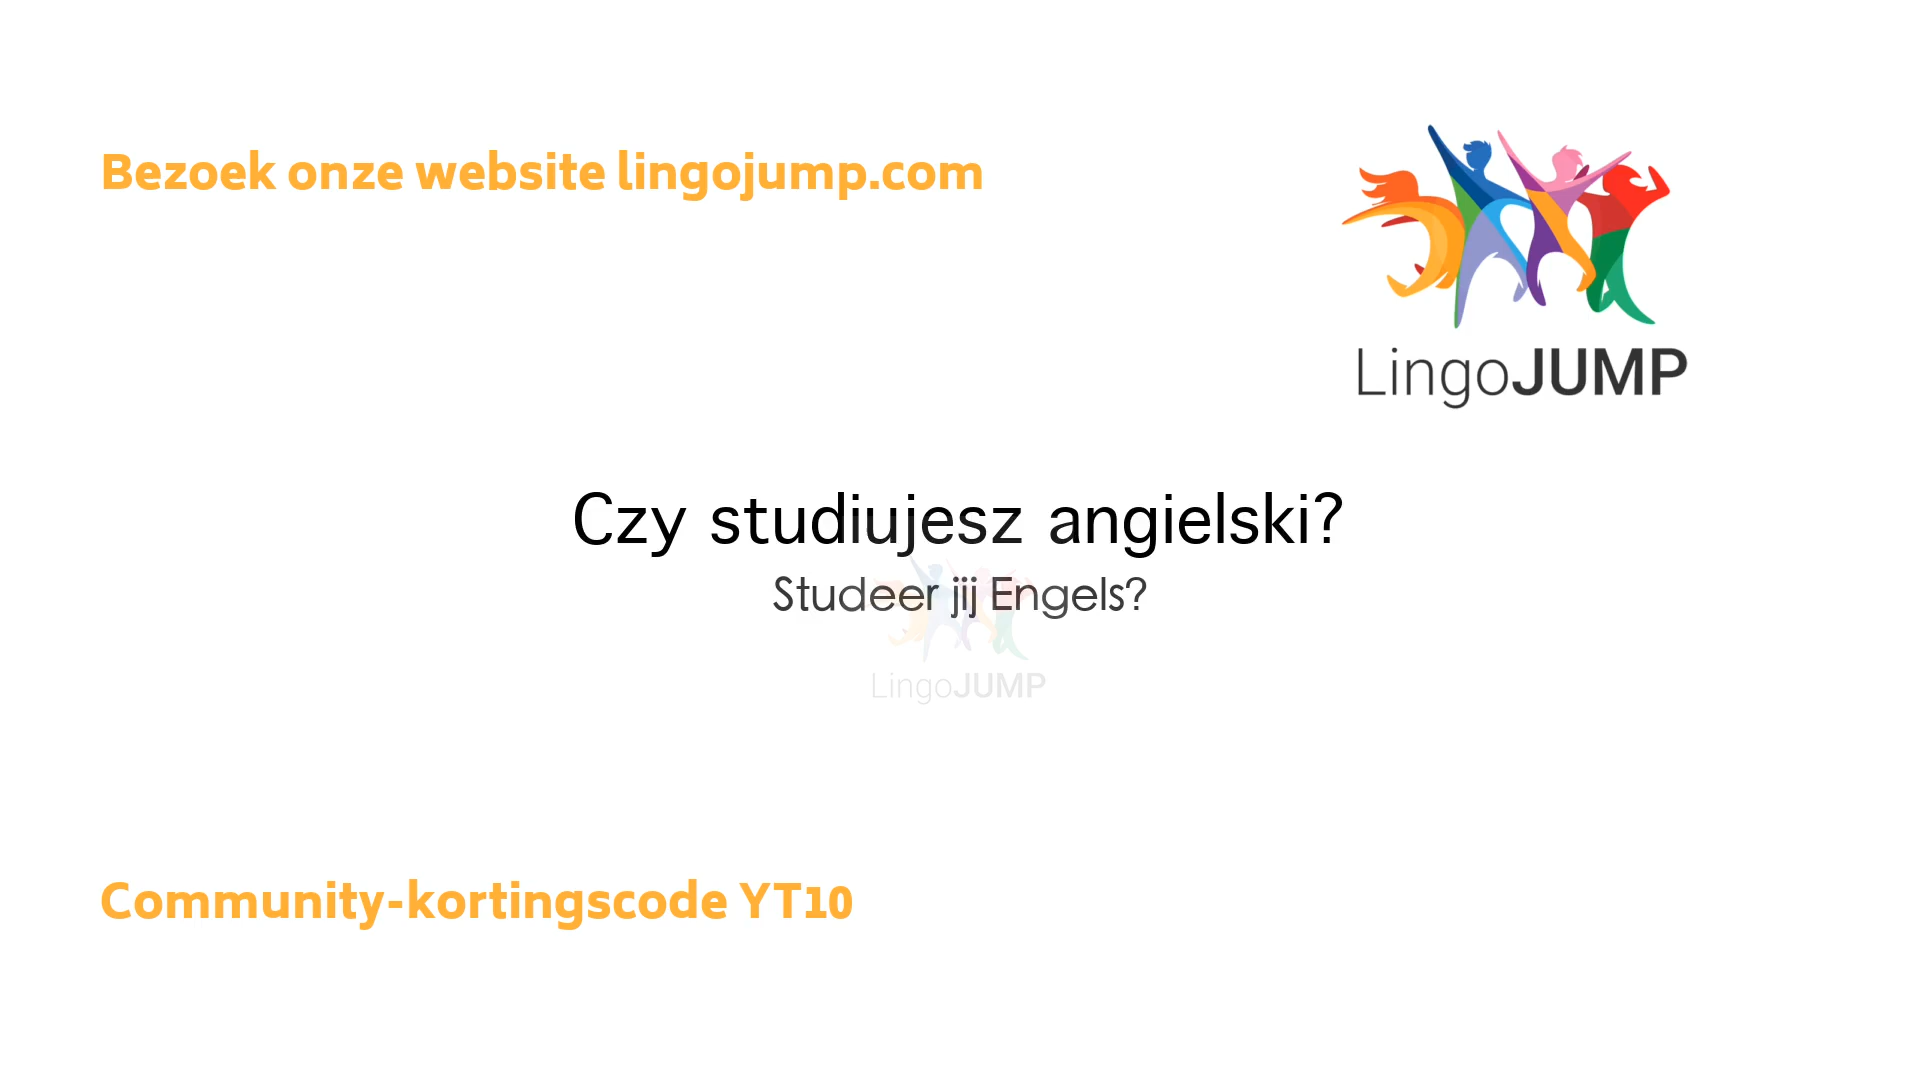 Bezoek onze website lingojump.com
LingoJUMP
Czy studiujesz angielski?
Studeer jij Engels?
LingoJUMP
Community-kortingscode YT10